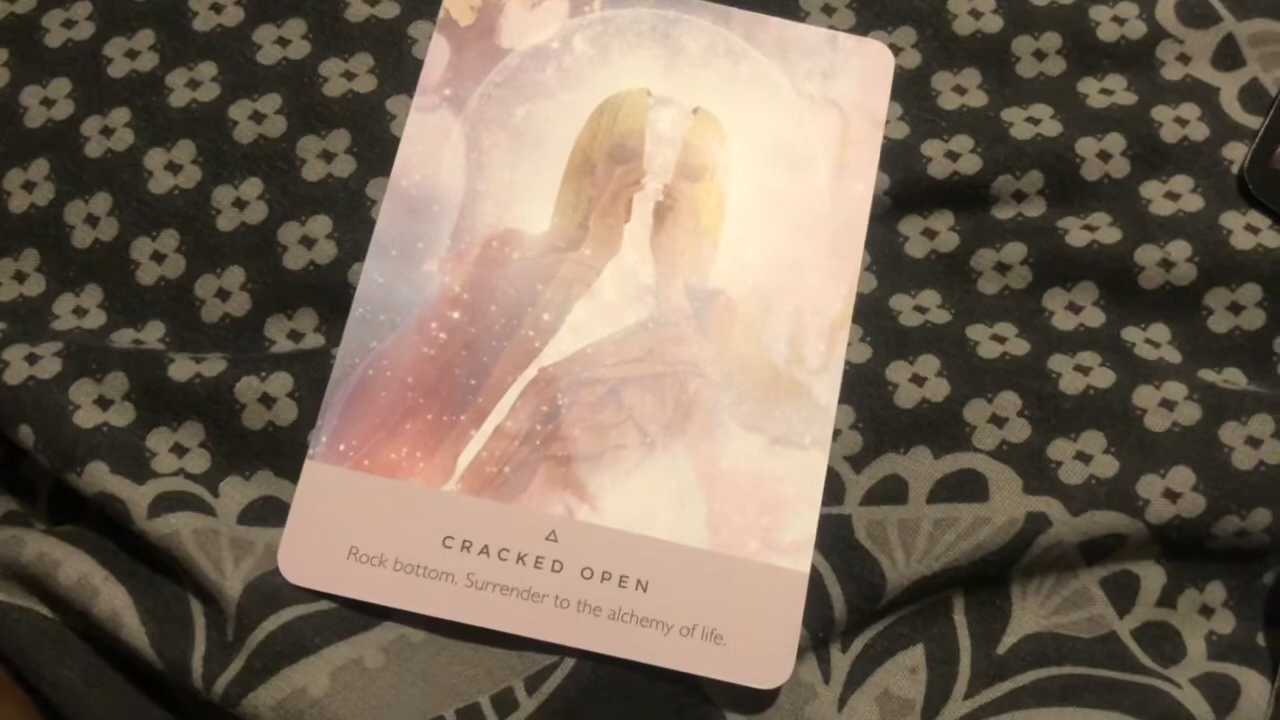 CRACKED OPEN
Rock bottom. Surrender to the alchemy of life.